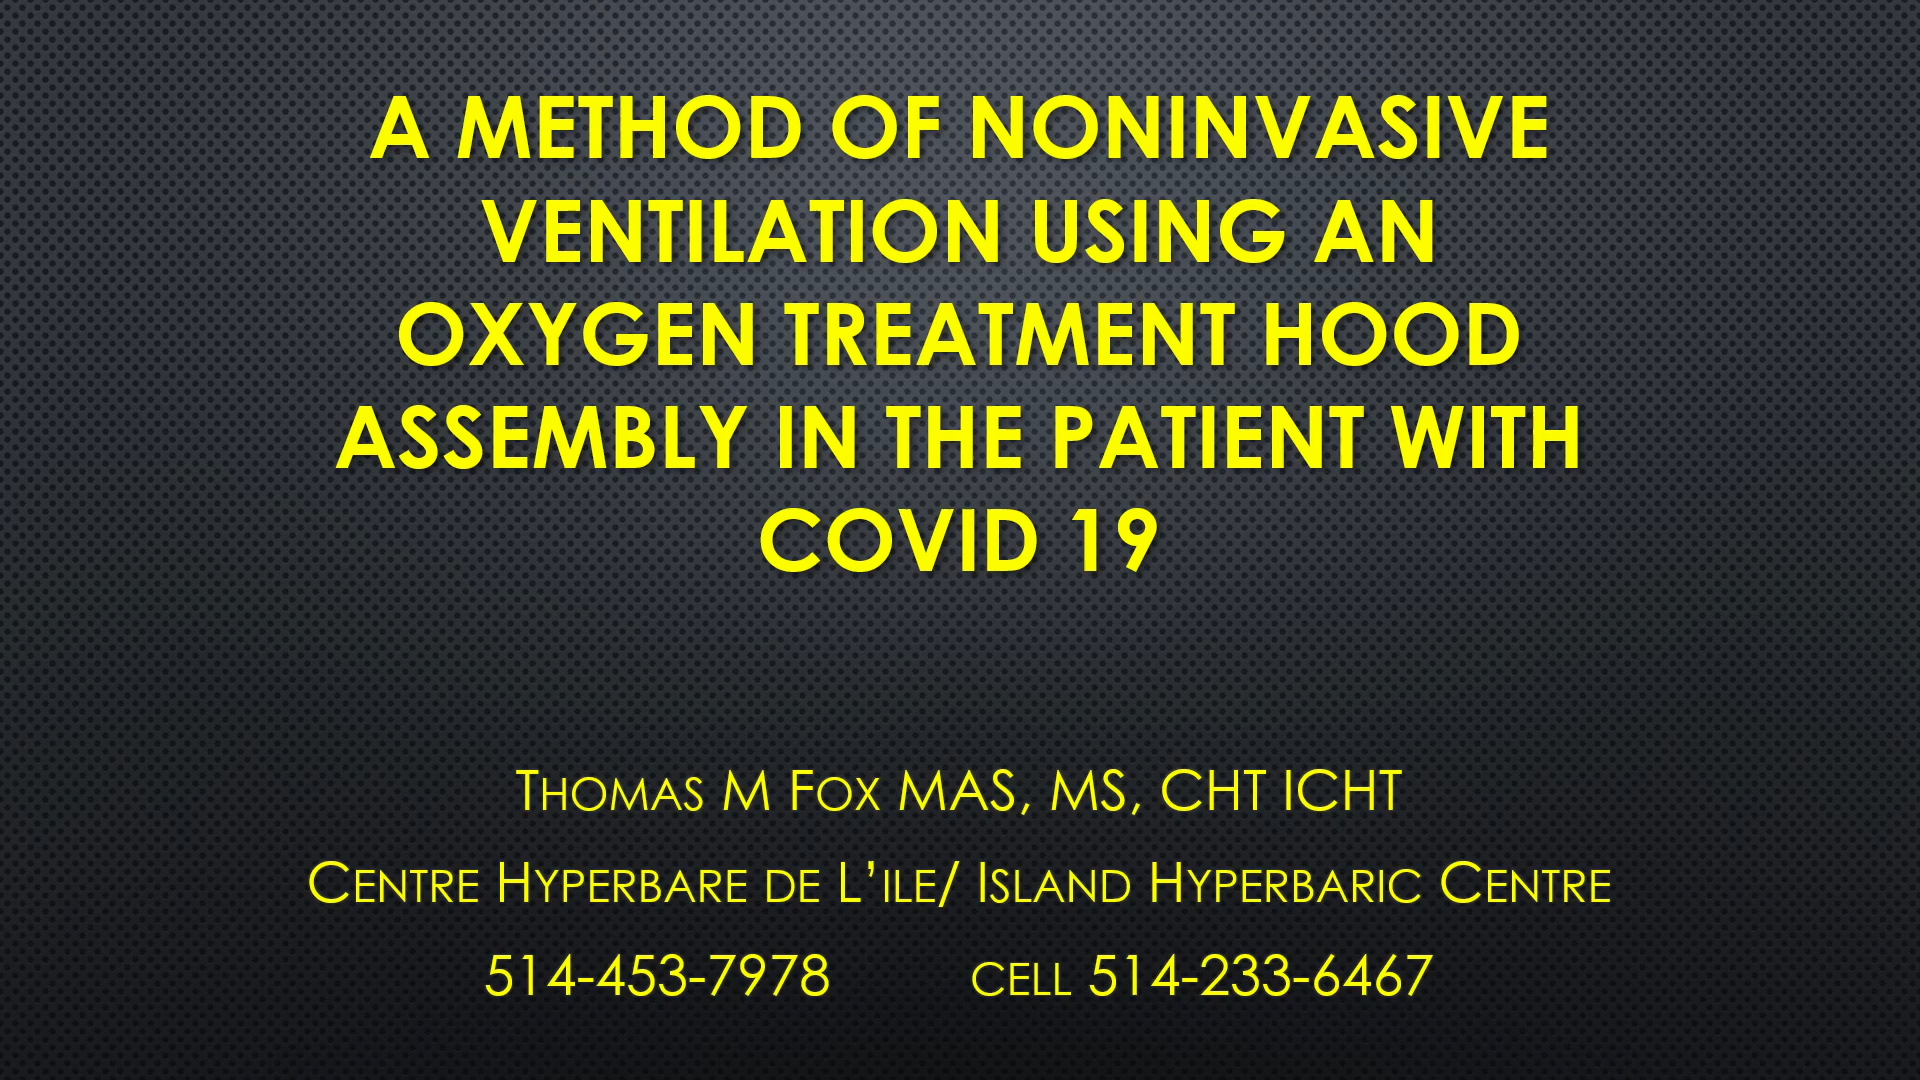 A METHOD OF NONINVASIVE
VENTILATION USING AN
OXYGEN TREATMENT HOOD
ASSEMBLY IN THE PATIENT WITH
COVID 19
THOMAS M FOX MAS, MS, CHT ICHT
CENTRE HYPERBARE DE L’ILE/ ISLAND HYPERBARIC CENTRE
514-453-7978 CELL 514-233-6467